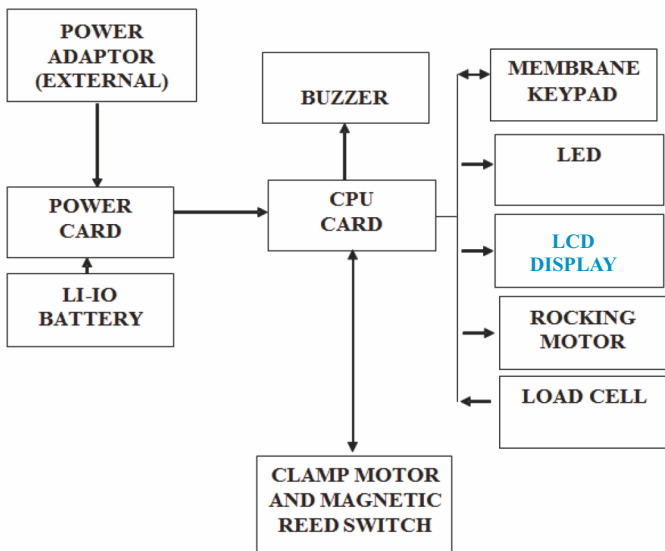 POWER
ADAPTOR
(EXTERNAL)
BUZZER
MEMBRANE
KEYPAD
LED
POWER
CARD
CPU
CARD
LCD
DISPLAY
LI-IO
BATTERY
ROCKING
MOTOR
LOAD CELL
CLAMP MOTOR
AND MAGNETIC
REED SWITCH